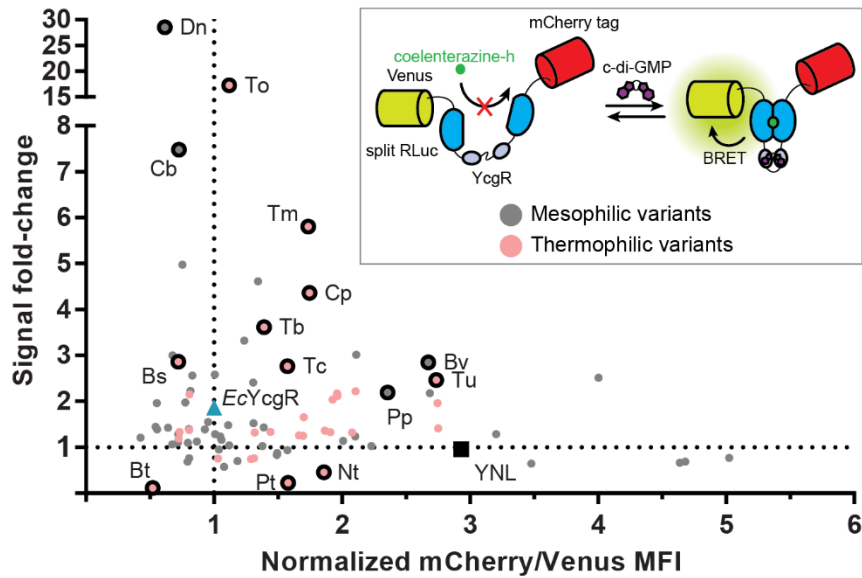 30
25
20
15
8
7
6
5
4
3
2
1
0
Signal fold-change
Dn
To
Cb
Tm
Cp
Tb
Tc
Bs
EcYcgR
Bv
Tu
Pp
Bt
Pt
Nt
YNL
mCherry tag
coelenterazine-h
Venus
c-di-GMP
split RLuc
YcgR
BRET
Mesophilic variants
Thermophilic variants
1
2
3
4
5
6
Normalized mCherry/Venus MFI